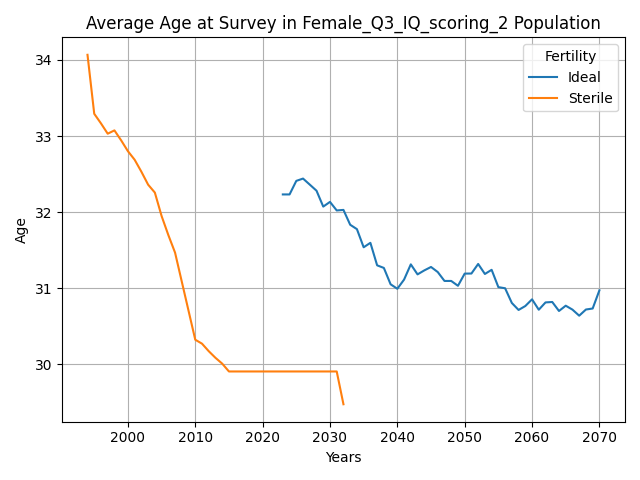 Average Age at Survey in Female_Q3_IQ_scoring_2 Population
Fertility
Ideal
Sterile
34
33
32
31
30
Age
2000
2010
2020
2030
2040
2050
2060
2070
Years